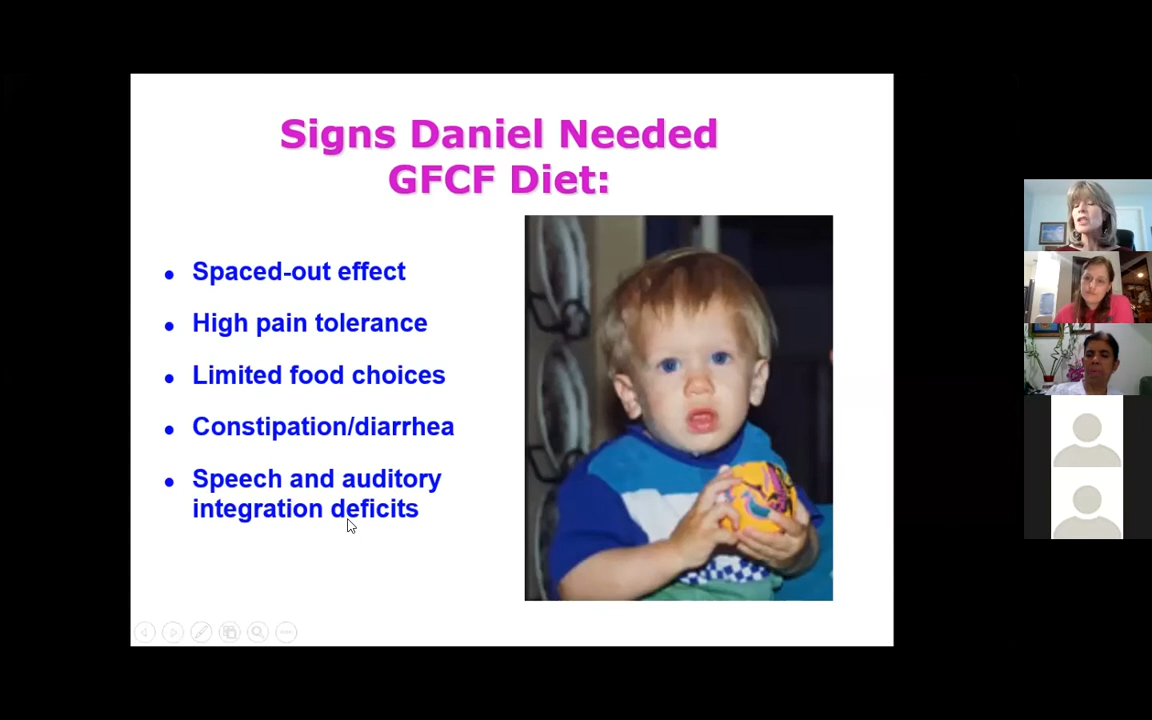 Signs Daniel Needed
GFCF Diet:
Spaced-out effect
High pain tolerance
Limited food choices
Constipation/diarrhea
Speech and auditory
integration deficits